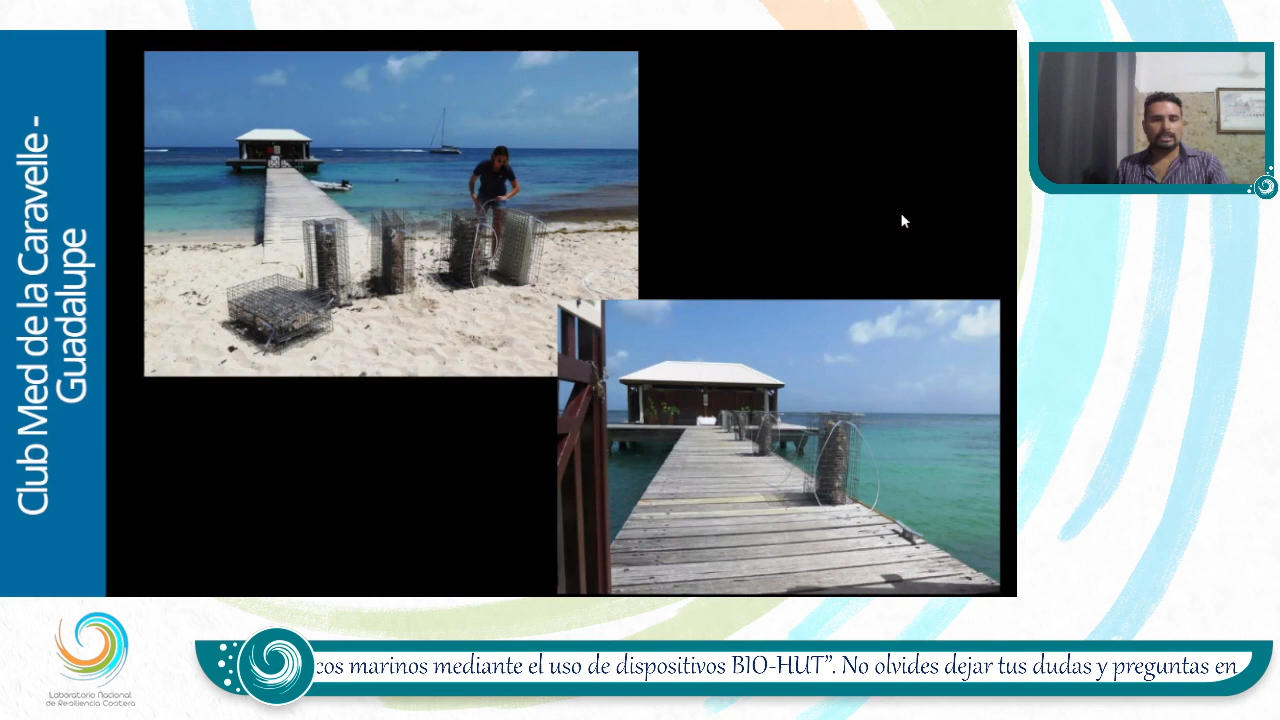 Club Med de la Caravelle -
Guadalupe
Laboratorio Nacional
de Resiliencia Costera
cos marinos mediante el uso de dispositivos BIO-HUT”. No olvides dejar tus dudas y preguntas en